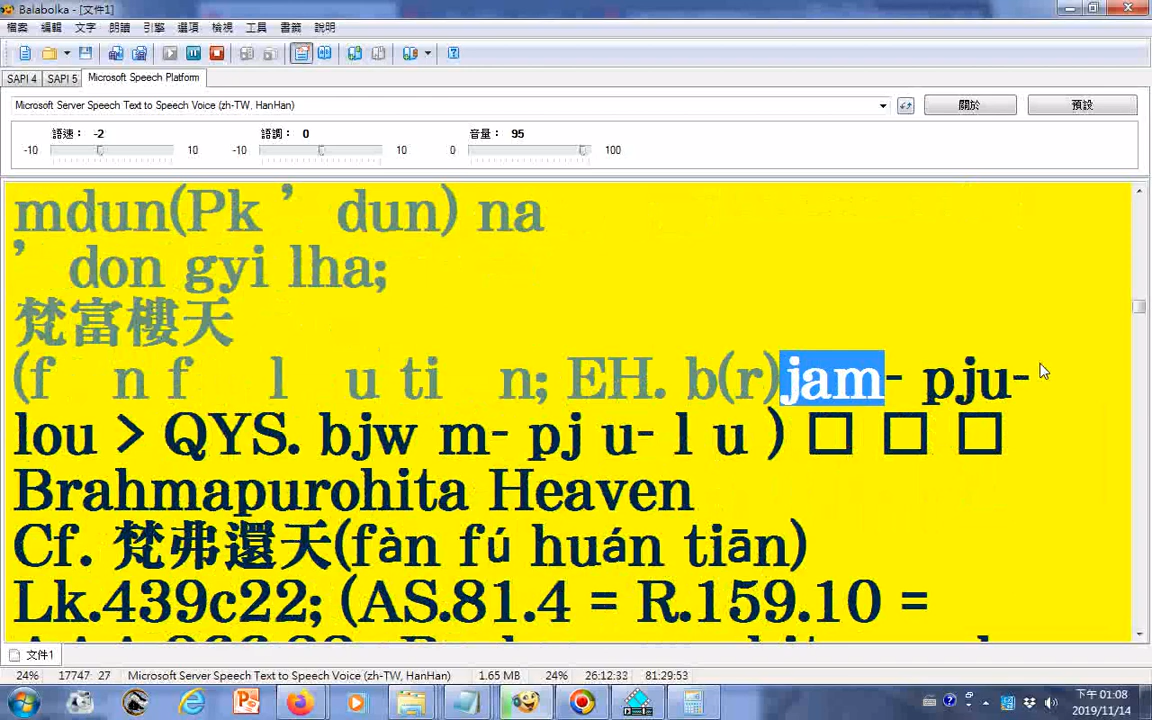 Balabolka - [文件1]
檔案 編輯 文字 朗讀 引擎 選項 檢視 工具 書籤 說明
SAPI 4 SAPI 5 Microsoft Speech Platform
Microsoft Server Speech Text to Speech Voice (zh-TW, HanHan) 關於 預設
語速： -2 語調： 0 音量： 95
-10 10 -10 10 0 100
mdun(Pk ’ dun) na
’ don gyi lha;
梵富樓天
(f n f l u ti n; EH. b(r)jam- pju-
lou > QYS. bjw m- pj u- l u ) □ □ □
Brahmapurohita Heaven
Cf. 梵弗還天(fàn fú huán tiān)
Lk.439c22; (AS.81.4 = R.159.10 =
文件1
24% 17747: 27 Microsoft Server Speech Text to Speech Voice (zh-TW, HanHan) 1.65 MB 24% 26:12:33 81:29:53
下午 01:08
2019/11/14